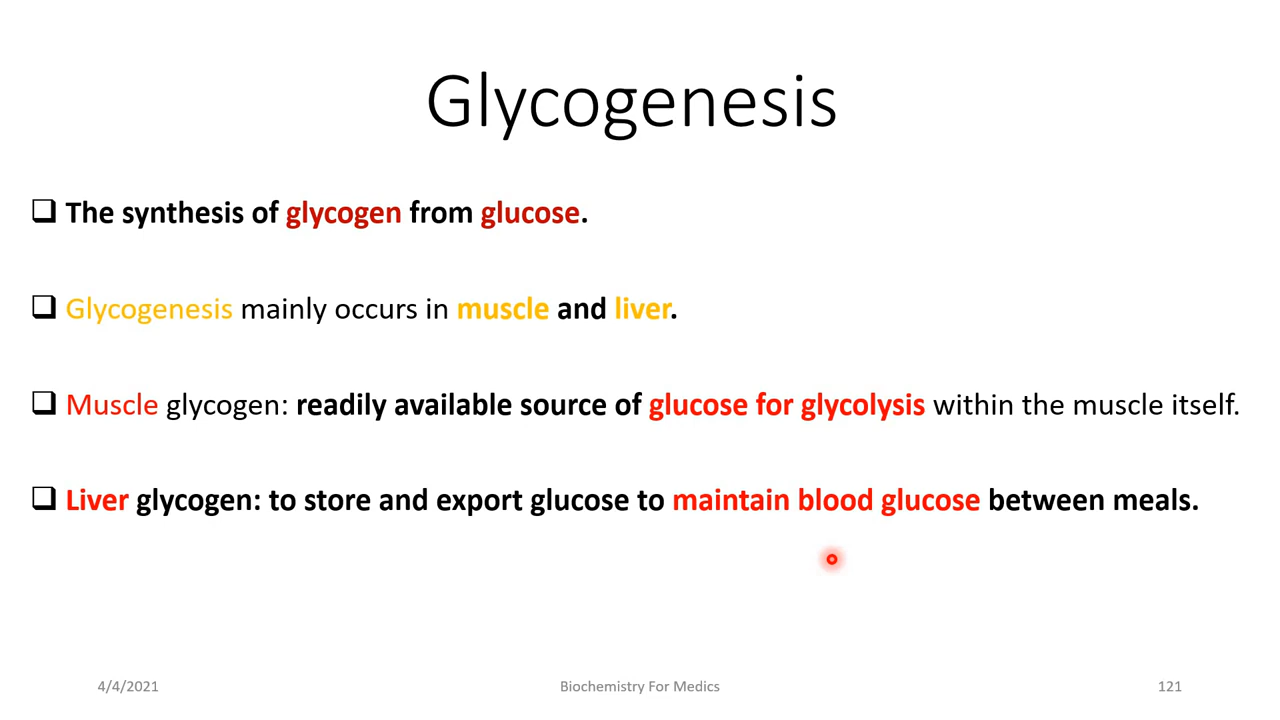 Glycogenesis
❑ The synthesis of glycogen from glucose.
❑ Glycogenesis mainly occurs in muscle and liver.
❑ Muscle glycogen: readily available source of glucose for glycolysis within the muscle itself.
❑ Liver glycogen: to store and export glucose to maintain blood glucose between meals.
4/4/2021
Biochemistry For Medics
121